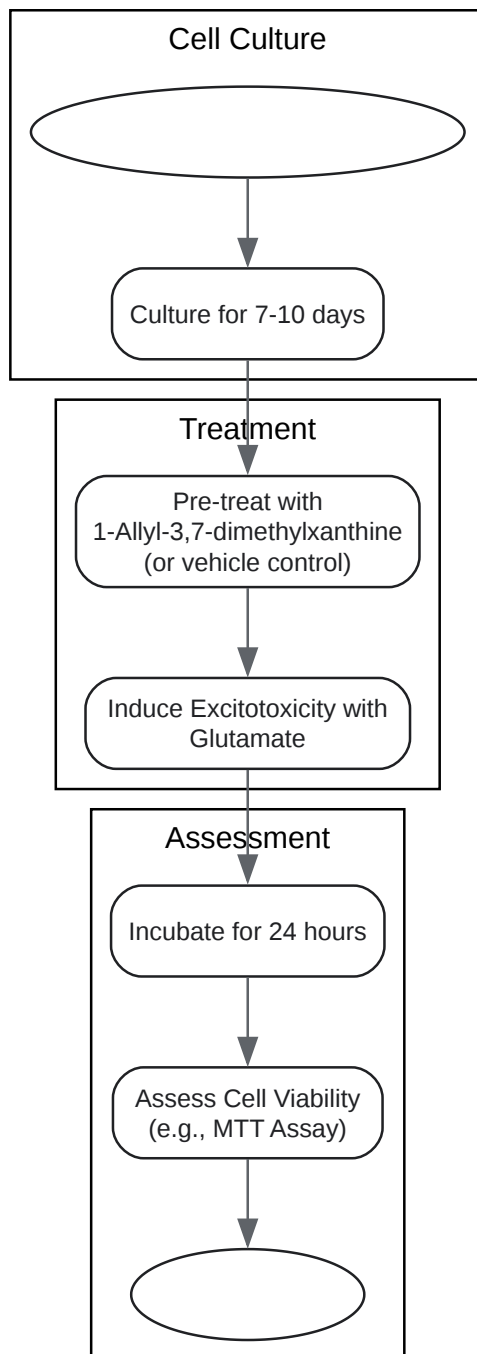 Cell Culture
Culture for 7-10 days
Treatment
Pre-treat with
1-Allyl-3,7-dimethylxanthine
(or vehicle control)
Induce Excitotoxicity with
Glutamate
Assessment
Incubate for 24 hours
Assess Cell Viability
(e.g., MTT Assay)